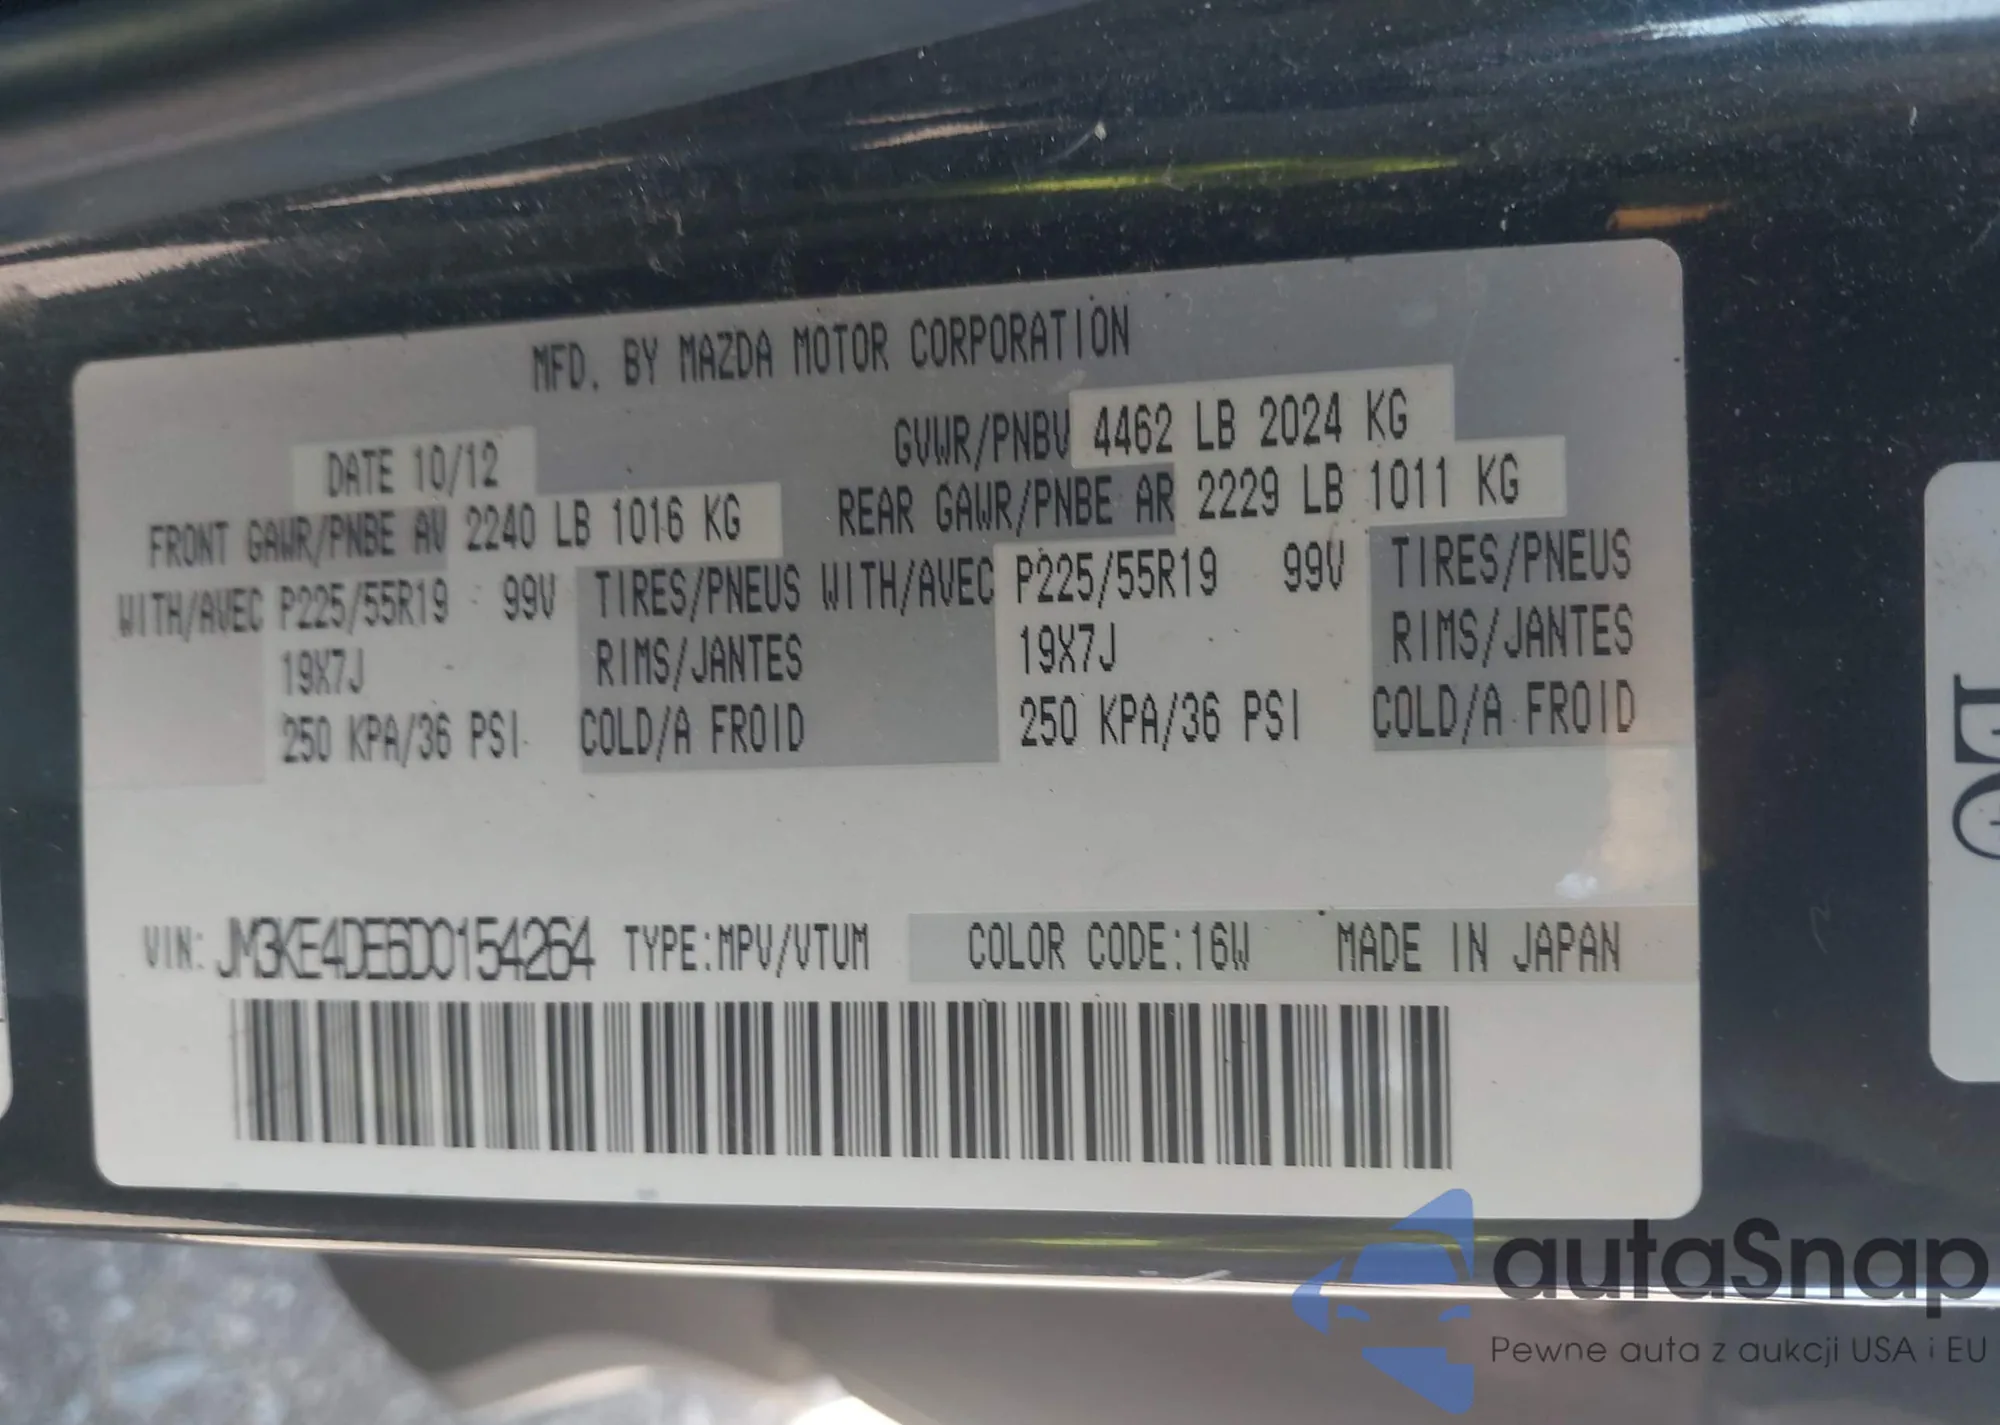 MFD. BY MAZDA MOTOR CORPORATION
DATE 10/12 GVWR/PNBV 4462 LB 2024 KG
FRONT GAWR/PNBE AV 2240 LB 1016 KG REAR GAWR/PNBE AR 2229 LB 1011 KG
WITH/AVEC P225/55R19 99V TIRES/PNEUS WITH/AVEC P225/55R19 99V TIRES/PNEUS
19X7J RIMS/JANTES 19X7J RIMS/JANTES
250 KPA/36 PSI COLD/A FROID 250 KPA/36 PSI COLD/A FROID
VIN: JM3KE4DE6D0154264 TYPE:MPV/VTUM COLOR CODE:16W MADE IN JAPAN
autaSnap
Pewne auta z aukcji USA i EU